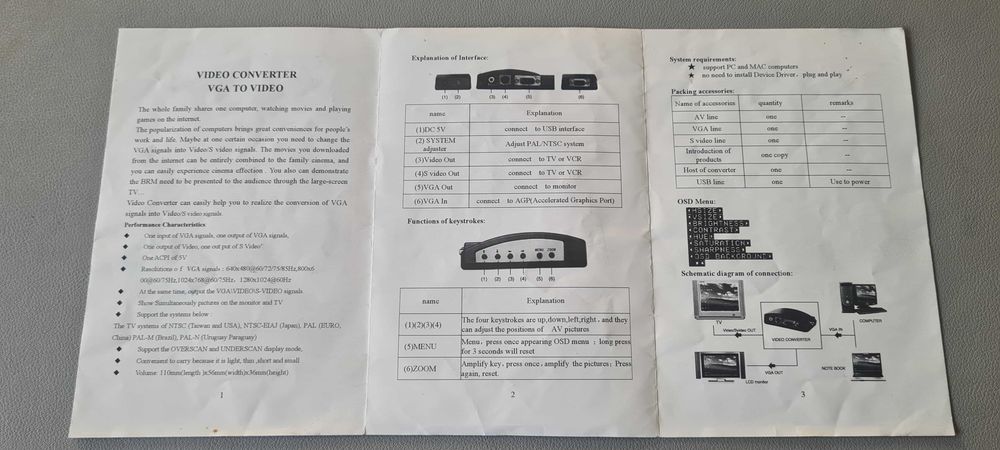 VIDEO CONVERTER
VGA TO VIDEO
The whole family shares one computer, watching movies and playing
games on the internet.
The popularization of computers brings great conveniences for people's
work and life. Maybe at one certain occasion you need to change the
VGA signals into Video/S video signals. The movies you downloaded
from the internet can be entirely combined to the family cinema, and
you can easily experience cinema effection . You also can demonstrate
the BRM need to be presented to the audience through the large-screen
TV…
Video Converter can easily help you to realize the conversion of VGA
signals into Video/S video signals.
Performance Characteristics
◆ One input of VGA signals, one output of VGA signals,
◆ One output of Video, one out put of S Video'.
◆ One ACPI of 5V
◆ Resolutions o f VGA signals : 640x480@60/72/75/85Hz,800x6
00@60/75Hz,1024x768@60/75Hz, 1280x1024@60Hz
◆ At the same time, output the VGA\VIDEO\S-VIDEO signals.
◆ Show Simultaneously pictures on the monitor and TV
◆ Support the systems below :
The TV systems of NTSC (Taiwan and USA), NTSC-EIAJ (Japan), PAL (EURO,
China) PAL-M (Brazil), PAL-N (Uruguay Paraguay)
◆ Support the OVERSCAN and UNDERSCAN display mode,
◆ Convenient to carry because it is light, thin ,short and small
◆ Volume: 110mm(length )x56mm(width)x36mm(height)
1
Explanation of Interface:
(1) (2) (3) (4) (5) (6)
name Explanation
(1)DC 5V connect to USB interface
(2) SYSTEM adjuster Adjust PAL/NTSC system
(3)Video Out connect to TV or VCR
(4)S video Out connect to TV or VCR
(5)VGA Out connect to monitor
(6)VGA In connect to AGP(Accelerated Graphics Port)
Functions of keystrokes:
MENU ZOOM
(1) (2) (3) (4) (5) (6)
name Explanation
(1)(2)(3)(4) The four keystrokes are up,down,left,right, and they
can adjust the positions of AV pictures
(5)MENU Menu, press once appearing OSD menu ; long press
for 3 seconds will reset
(6)ZOOM Amplify key, press once, amplify the pictures; Press
again, reset.
2
System requirements:
★ support PC and MAC computers
★ no need to install Device Driver, plug and play
Packing accessories:
Name of accessories quantity remarks
AV line one --
VGA line one --
S video line one --
Introduction of products one copy --
Host of converter one --
USB line one Use to power
OSD Menu:
HSIZE
VSIZE
BRIGHTNESS
CONTRAST
HUE
SATURATION
SHARPNESS
OSD BACKGROUND
Schematic diagram of connection:
TV
Video/Svideo OUT
VIDEO CONVERTER
VGA IN
COMPUTER
VGA OUT
LCD monitor
NOTE BOOK
3